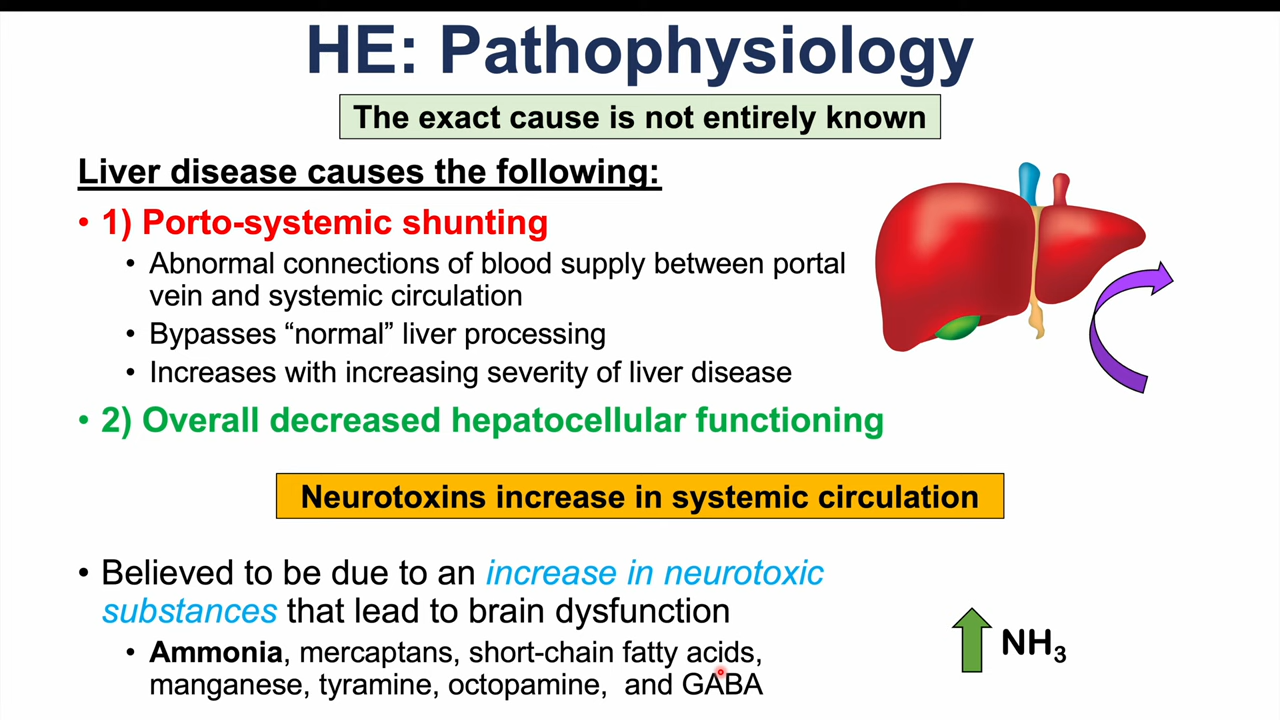 HE: Pathophysiology
The exact cause is not entirely known
Liver disease causes the following:
• 1) Porto-systemic shunting
• Abnormal connections of blood supply between portal
vein and systemic circulation
• Bypasses “normal” liver processing
• Increases with increasing severity of liver disease
• 2) Overall decreased hepatocellular functioning
Neurotoxins increase in systemic circulation
• Believed to be due to an increase in neurotoxic
substances that lead to brain dysfunction
• Ammonia, mercaptans, short-chain fatty acids,
manganese, tyramine, octopamine,  and GABA
NH₃